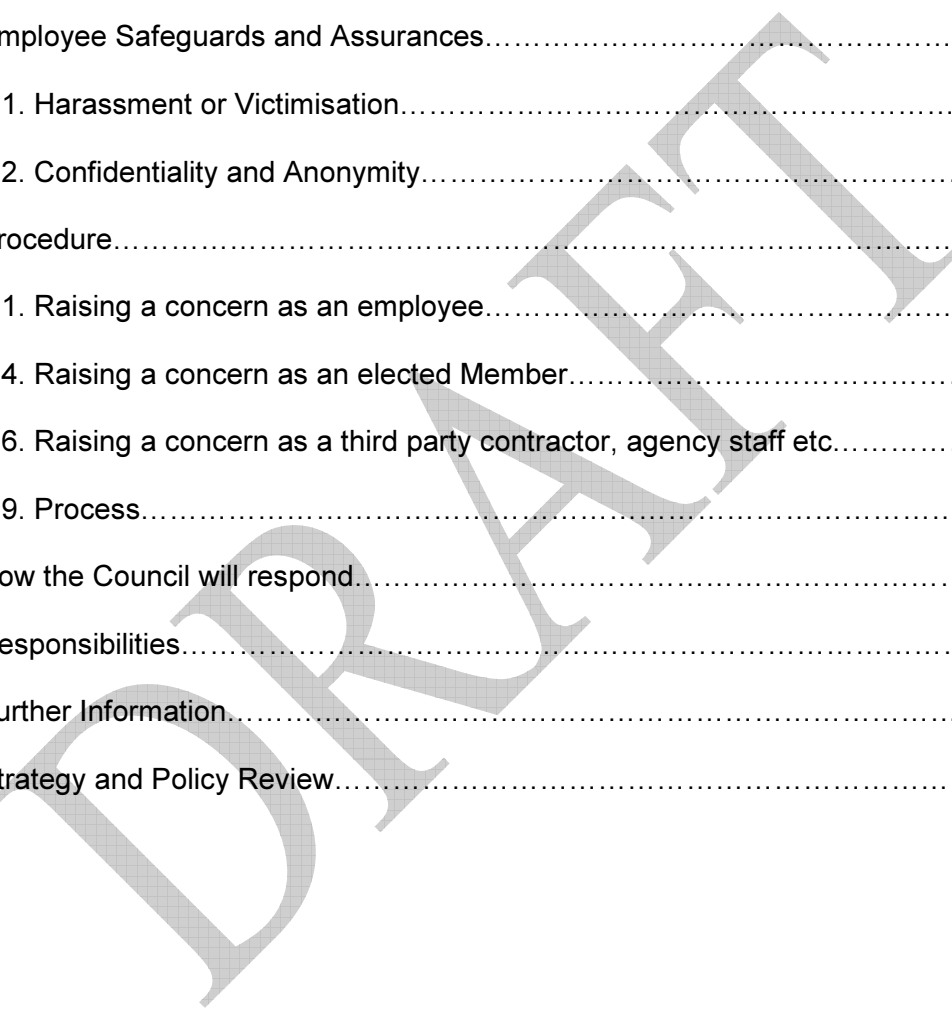 mployee Safeguards and Assurances……………………………………………
1. Harassment or Victimisation……………………………………………………
2. Confidentiality and Anonymity…………………………………………………
rocedure……………………………………………………………………………
1. Raising a concern as an employee……………………………………………
4. Raising a concern as an elected Member……………………………………
6. Raising a concern as a third party contractor, agency staff etc…………
9. Process…………………………………………………………………………
ow the Council will respond………………………………………………………
esponsibilities………………………………………………………………………
urther Information…………………………………………………………………
trategy and Policy Review…………………………………………………………
DRAFT